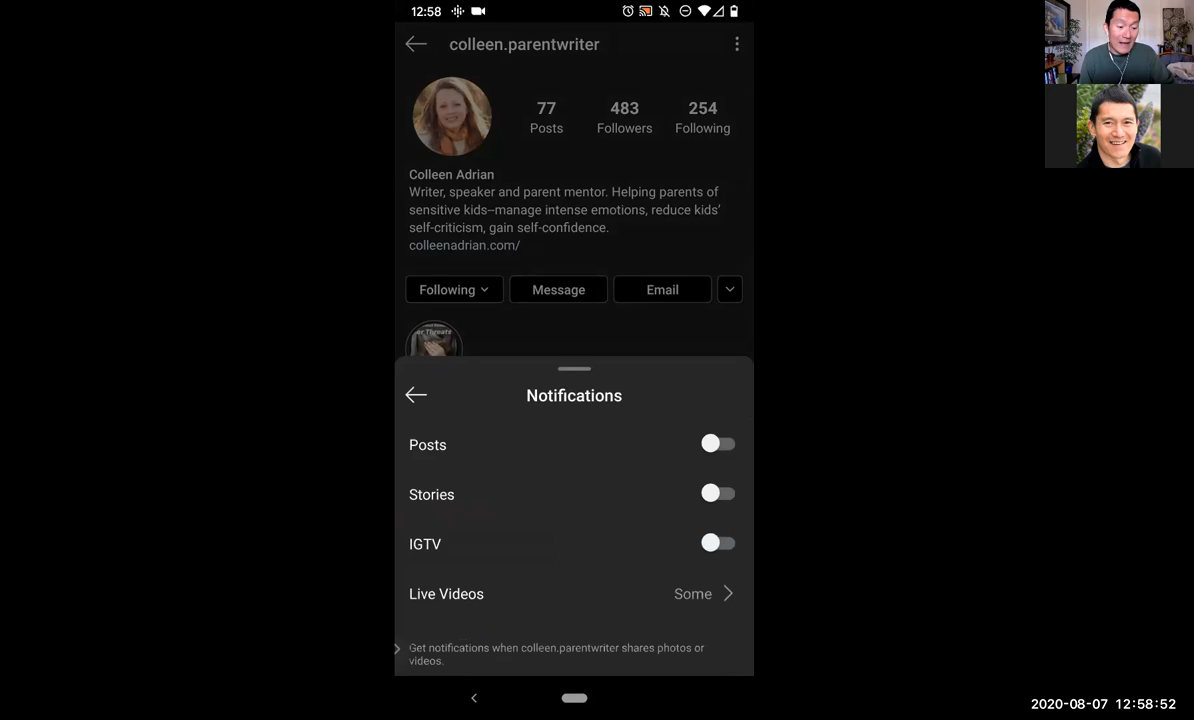 12:58
colleen.parentwriter
77
483
254
Posts
Followers
Following
Colleen Adrian
Writer, speaker and parent mentor. Helping parents of
sensitive kids--manage intense emotions, reduce kids'
self-criticism, gain self-confidence.
colleenadrian.com/
Following
Message
Email
or Threats
Notifications
Posts
Stories
IGTV
Live Videos
Some
Get notifications when colleen.parentwriter shares photos or
videos.
2020-08-07 12:58:52